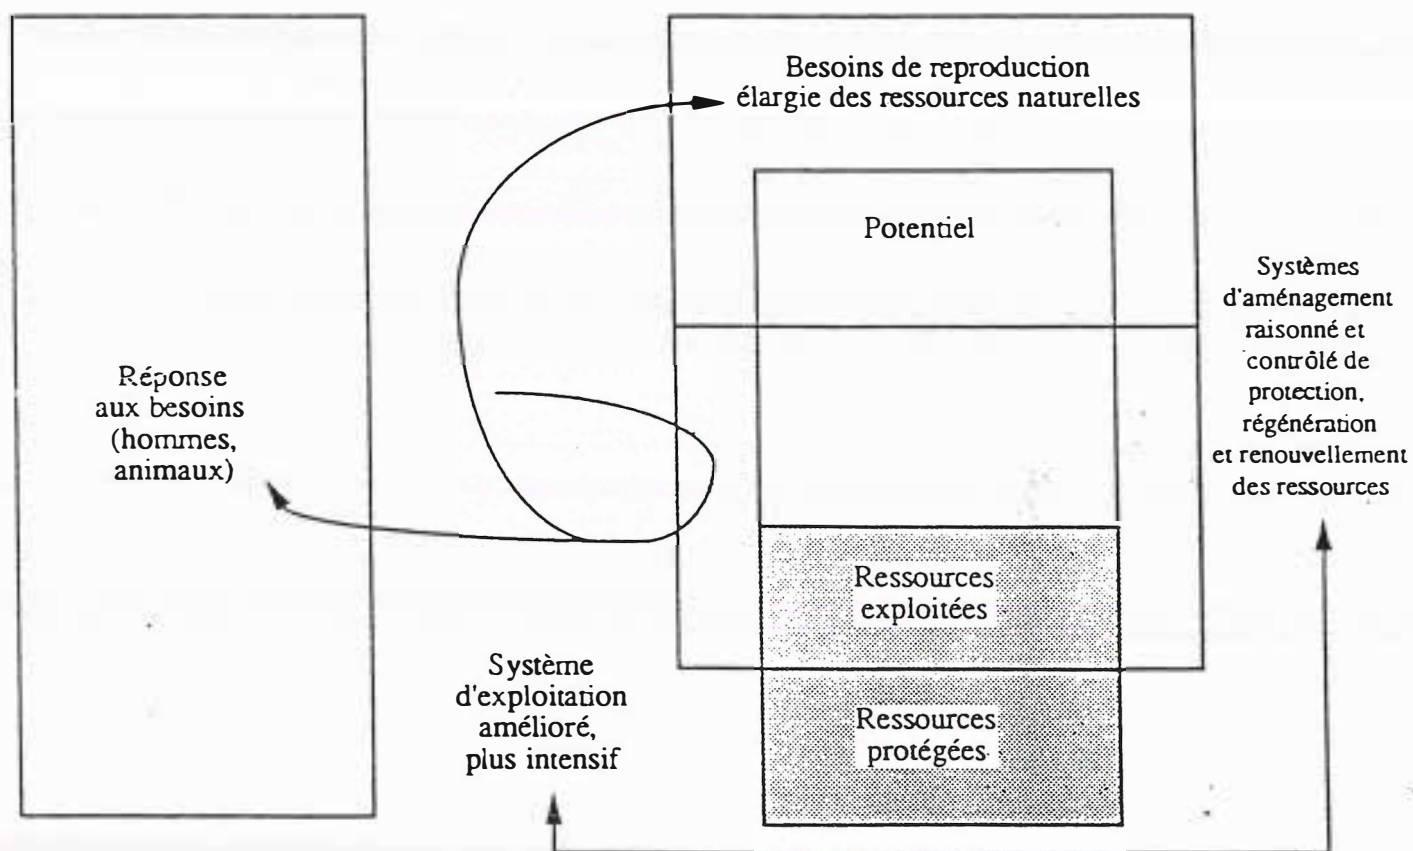 Besoins de reproduction
élargie des ressources naturelles
Potentiel
Systèmes
d'aménagement
raisonné et
contrôlé de
protection,
régénération
et renouvellement
des ressources
Réponse
aux besoins
(hommes,
animaux)
Ressources
exploitées
Système
d'exploitation
amélioré,
plus intensif
Ressources
protégées